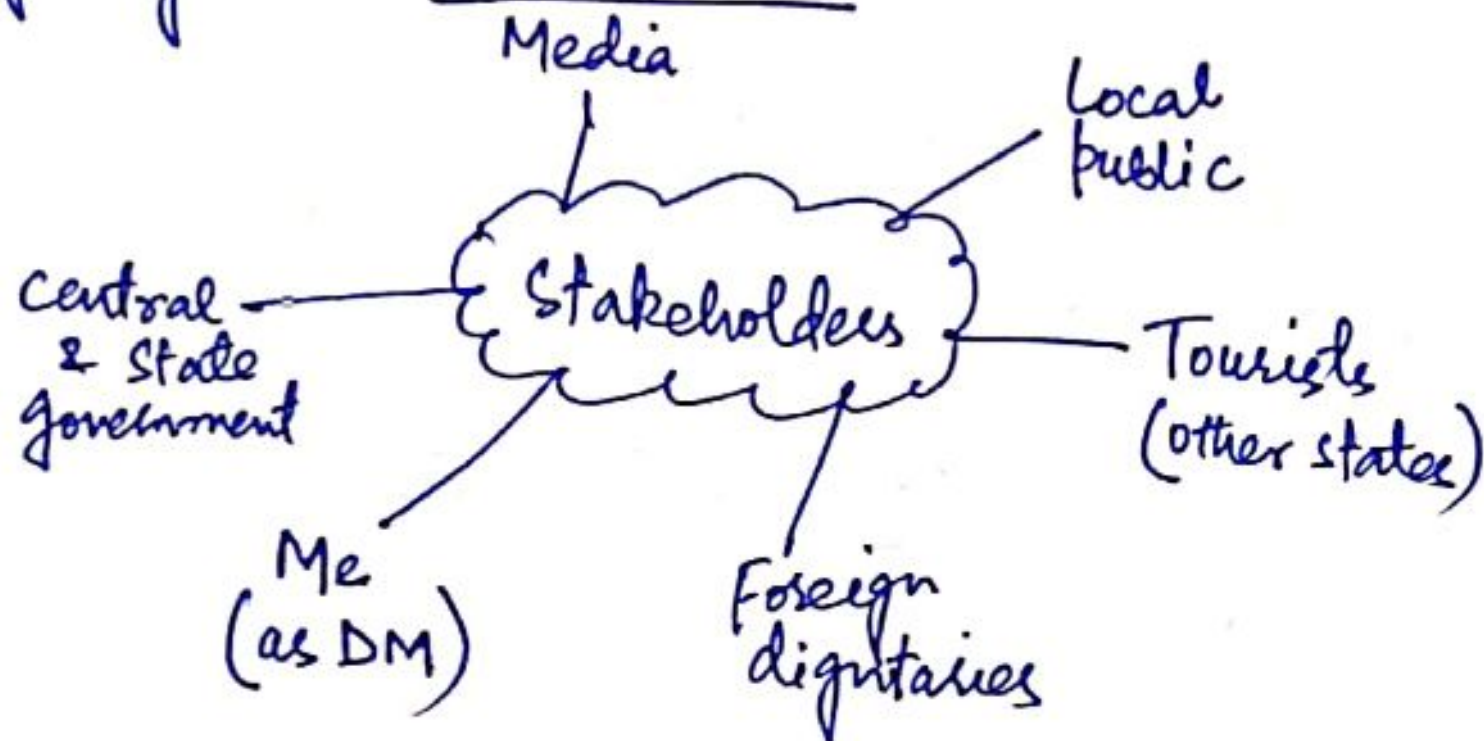 Media
Local
public
Central
& State
government
Stakeholders
Tourists
(other states)
Me
(as DM)
Foreign
dignitaries